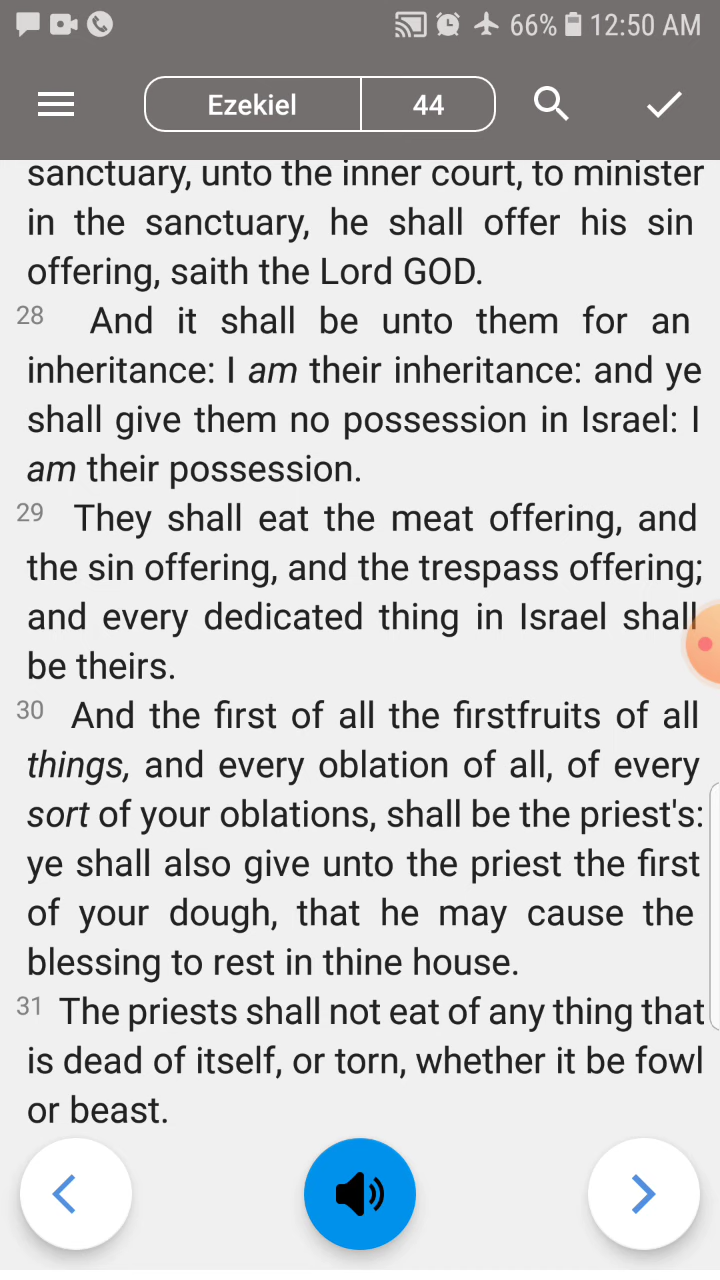 66% 12:50 AM
Ezekiel 44
sanctuary, unto the inner court, to minister
in the sanctuary, he shall offer his sin
offering, saith the Lord GOD.
28 And it shall be unto them for an
inheritance: I am their inheritance: and ye
shall give them no possession in Israel: I
am their possession.
29 They shall eat the meat offering, and
the sin offering, and the trespass offering;
and every dedicated thing in Israel shall
be theirs.
30 And the first of all the firstfruits of all
things, and every oblation of all, of every
sort of your oblations, shall be the priest's:
ye shall also give unto the priest the first
of your dough, that he may cause the
blessing to rest in thine house.
31 The priests shall not eat of any thing that
is dead of itself, or torn, whether it be fowl
or beast.